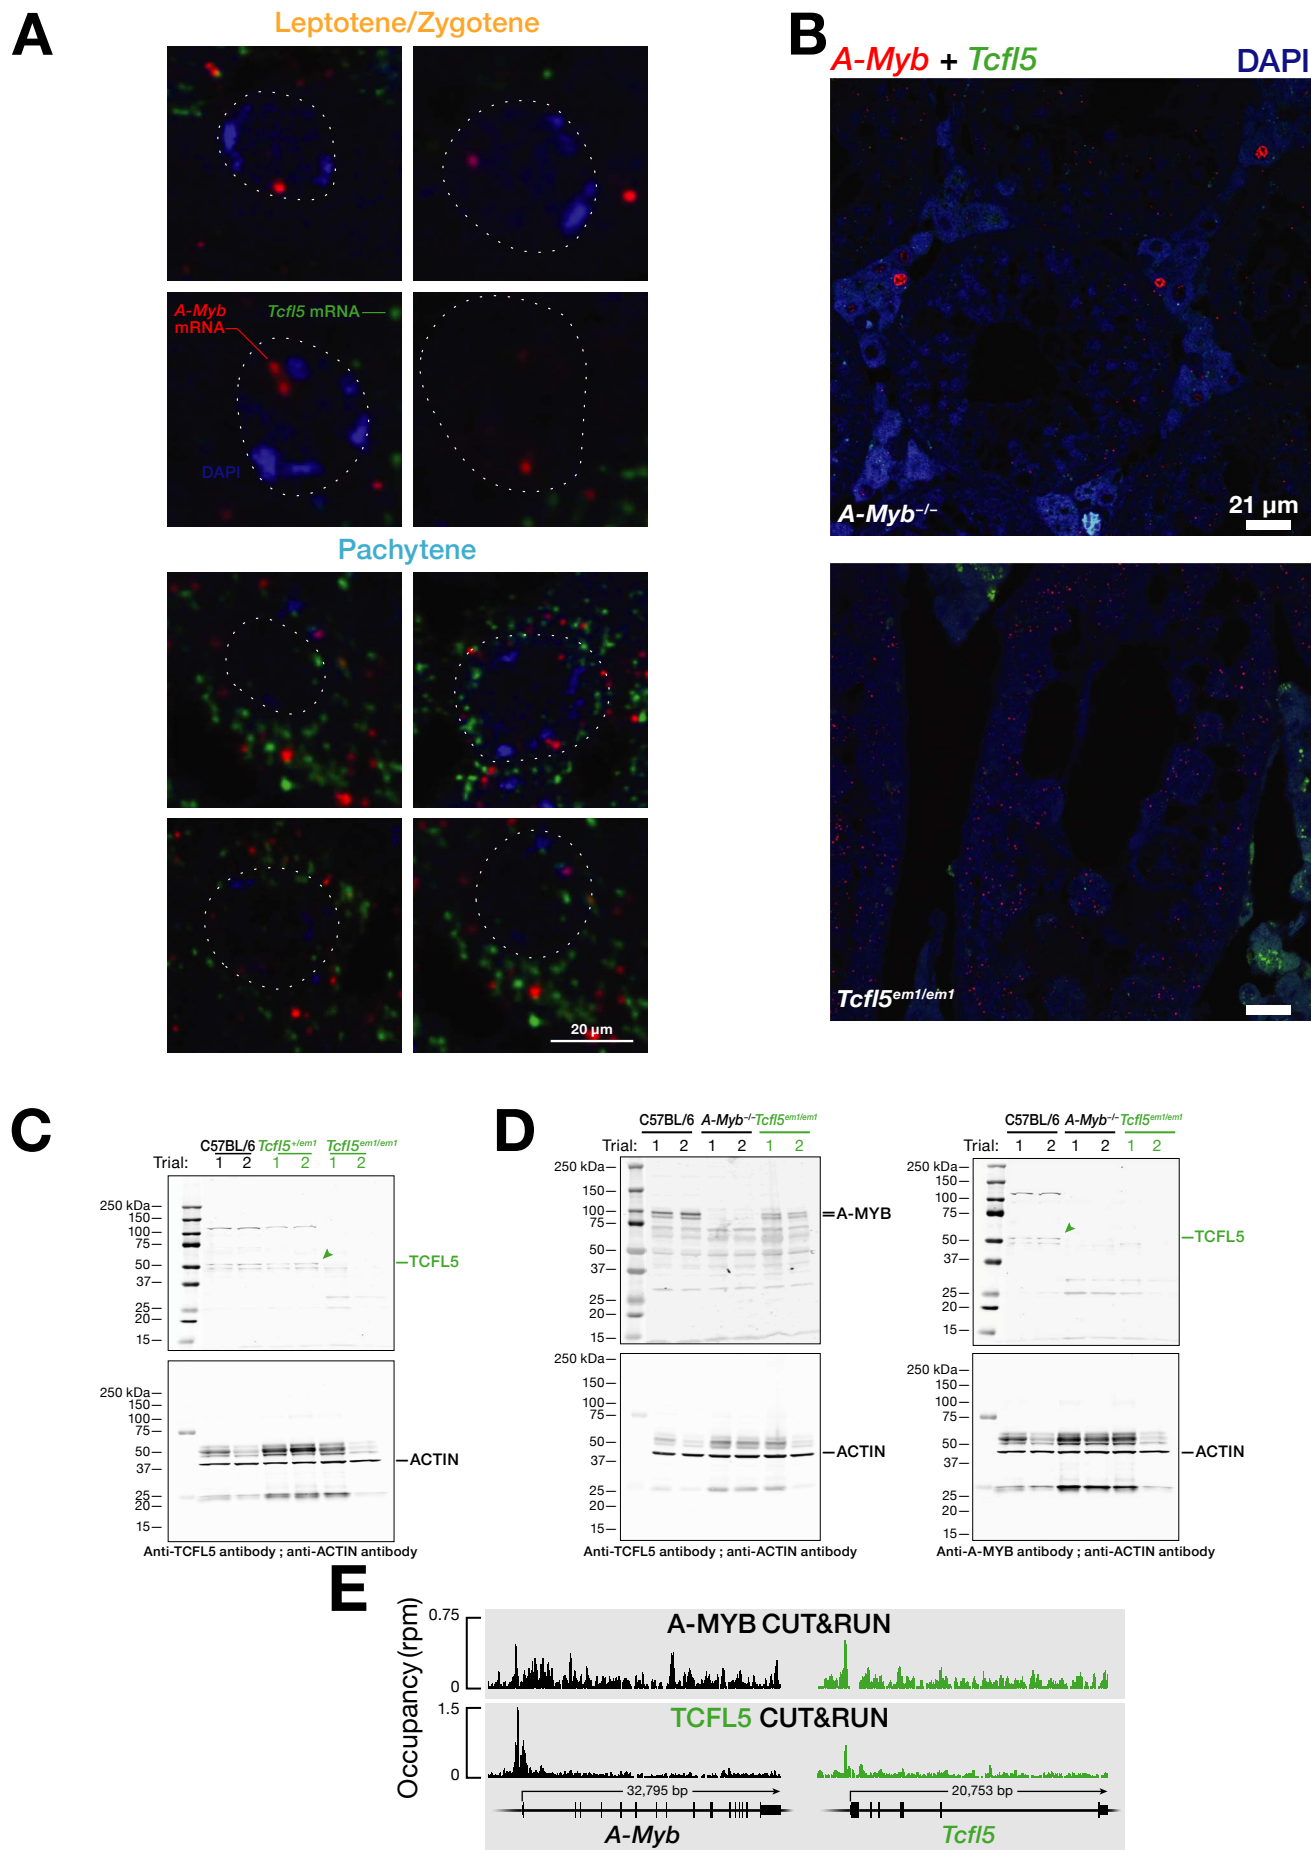 A
Leptotene/Zygotene
A-Myb
mRNA
Tcfl5 mRNA
DAPI
Pachytene
20 µm
B
A-Myb + Tcfl5 DAPI
A-Myb−/−
21 µm
Tcfl5em1/em1
C
C57BL/6 Tcfl5+/em1 Tcfl5em1/em1
Trial: 1 2 1 2 1 2
250 kDa
150
100
75
50
37
25
20
15
TCFL5
250 kDa
150
100
75
50
37
25
20
15
ACTIN
Anti-TCFL5 antibody ; anti-ACTIN antibody
D
C57BL/6 A-Myb−/− Tcfl5em1/em1
Trial: 1 2 1 2 1 2
250 kDa
150
100
75
50
37
25
20
15
A-MYB
250 kDa
150
100
75
50
37
25
20
15
ACTIN
Anti-TCFL5 antibody ; anti-ACTIN antibody
C57BL/6 A-Myb−/− Tcfl5em1/em1
Trial: 1 2 1 2 1 2
250 kDa
150
100
75
50
37
25
20
15
TCFL5
250 kDa
150
100
75
50
37
25
20
15
ACTIN
Anti-A-MYB antibody ; anti-ACTIN antibody
E
Occupancy (rpm)
0.75
0
A-MYB CUT&RUN
1.5
0
TCFL5 CUT&RUN
32,795 bp
20,753 bp
A-Myb
Tcfl5